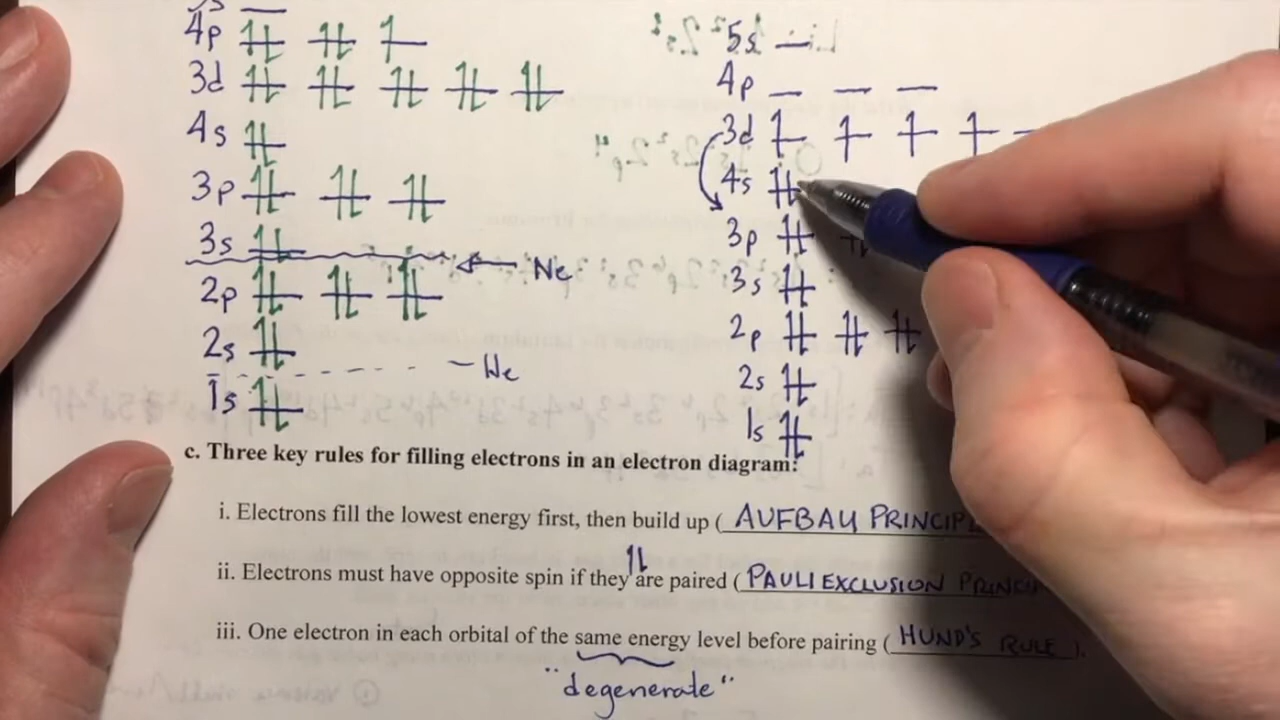 4p
3d
4s
3p
3s
Ne
2p
2s
He
1s
5s
4p
3d
4s
3p
3s
2p
2s
1s
c. Three key rules for filling electrons in an electron diagram:
i. Electrons fill the lowest energy first, then build up ( AUFBAU
ii. Electrons must have opposite spin if they are paired ( PAULI EXCLUSION
iii. One electron in each orbital of the same energy level before pairing ( HUND'S RULE ).
"degenerate"